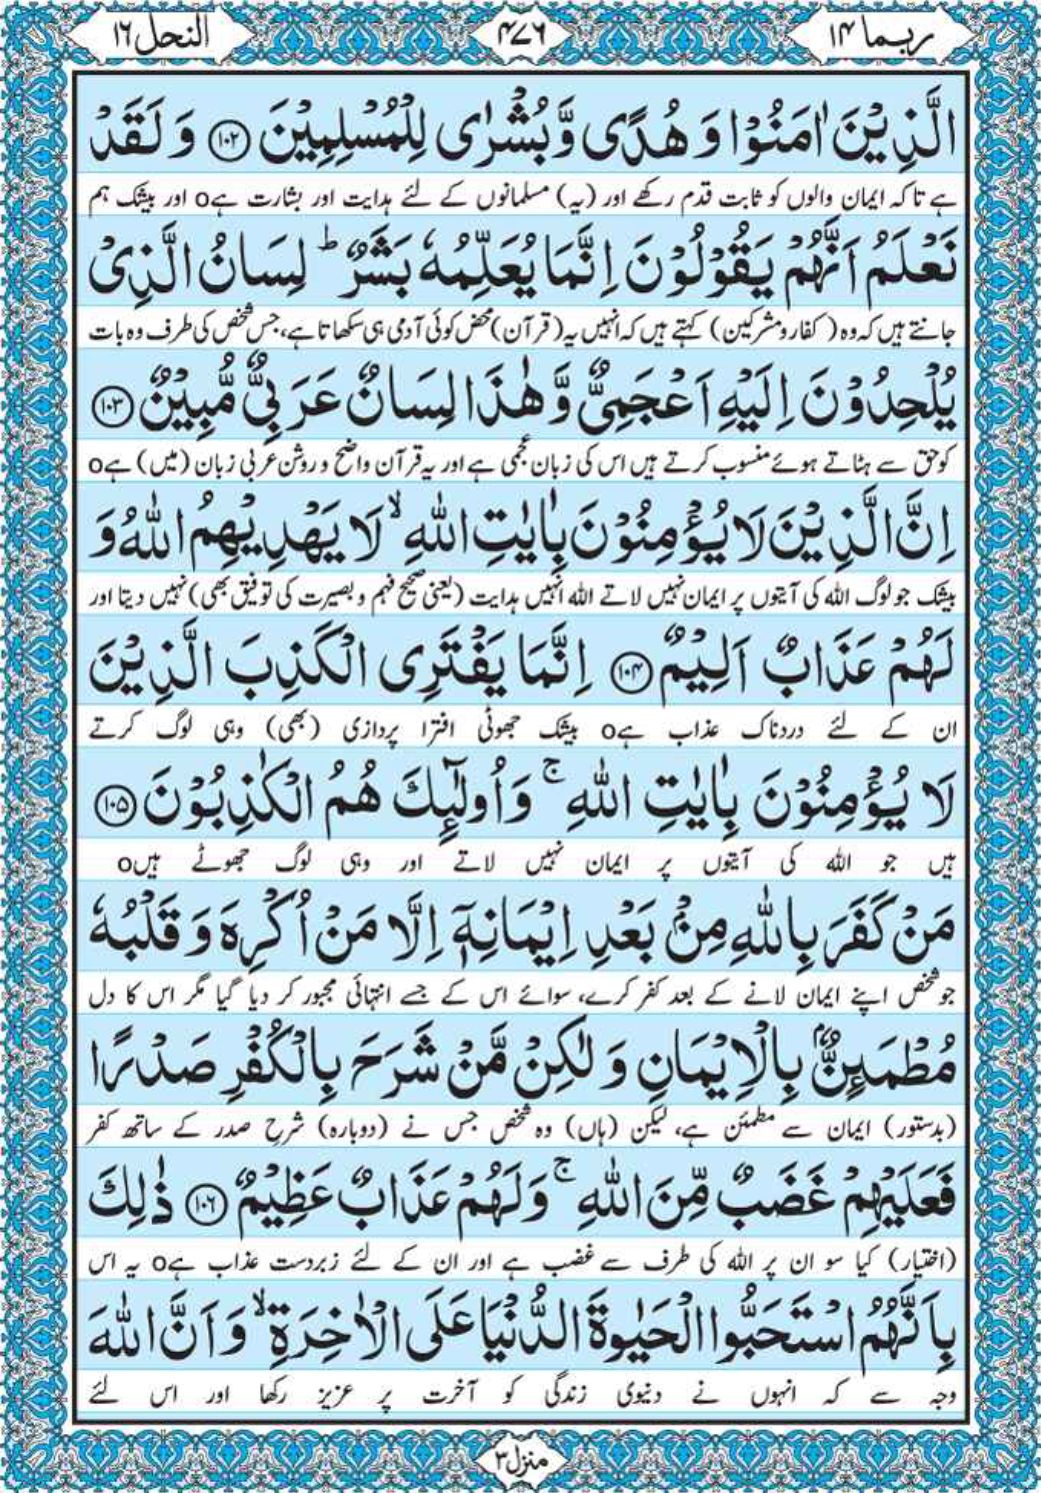 ربما ۱۴
۴۷۶
النحل ۱۶
الَّذِيْنَ اٰمَنُوْا وَ هُدًى وَّ بُشْرٰى لِلْمُسْلِمِيْنَ ﴿۱۰۲﴾ وَ لَقَدْ
ہے تاکہ ایمان والوں کو ثابت قدم رکھے اور (یہ) مسلمانوں کے لئے ہدایت اور بشارت ہےo اور بیشک ہم
نَعْلَمُ اَنَّهُمْ يَقُوْلُوْنَ اِنَّمَا يُعَلِّمُهٗ بَشَرٌ ؕ لِسَانُ الَّذِيْ
جانتے ہیں کہ وہ (کفار و مشرکین) کہتے ہیں کہ انہیں یہ (قرآن) محض کوئی آدمی ہی سکھاتا ہے، جس شخص کی طرف وہ بات
يُلْحِدُوْنَ اِلَيْهِ اَعْجَمِيٌّ وَّ هٰذَا لِسَانٌ عَرَبِيٌّ مُّبِيْنٌ ﴿۱۰۳﴾
کو حق سے ہٹاتے ہوئے منسوب کرتے ہیں اس کی زبان عجمی ہے اور یہ قرآن واضح و روشن عربی زبان (میں) ہےo
اِنَّ الَّذِيْنَ لَا يُؤْمِنُوْنَ بِاٰيٰتِ اللّٰهِ ۙ لَا يَهْدِيْهِمُ اللّٰهُ وَ
بیشک جو لوگ اللہ کی آیتوں پر ایمان نہیں لاتے اللہ انہیں ہدایت (یعنی صحیح فہم و بصیرت کی توفیق بھی) نہیں دیتا اور
لَهُمْ عَذَابٌ اَلِيْمٌ ﴿۱۰۴﴾ اِنَّمَا يَفْتَرِى الْكَذِبَ الَّذِيْنَ
ان کے لئے دردناک عذاب ہےo بیشک جھوٹی افترا پردازی (بھی) وہی لوگ کرتے
لَا يُؤْمِنُوْنَ بِاٰيٰتِ اللّٰهِ ۚ وَ اُولٰٓئِكَ هُمُ الْكٰذِبُوْنَ ﴿۱۰۵﴾
ہیں جو اللہ کی آیتوں پر ایمان نہیں لاتے اور وہی لوگ جھوٹے ہیںo
مَنْ كَفَرَ بِاللّٰهِ مِنْۢ بَعْدِ اِيْمَانِهٖۤ اِلَّا مَنْ اُكْرِهَ وَ قَلْبُهٗ
جو شخص اپنے ایمان لانے کے بعد کفر کرے، سوائے اس کے جسے انتہائی مجبور کر دیا گیا مگر اس کا دل
مُطْمَىِٕنٌّۢ بِالْاِيْمَانِ وَ لٰكِنْ مَّنْ شَرَحَ بِالْكُفْرِ صَدْرًا
(بدستور) ایمان سے مطمئن ہے، لیکن (ہاں) وہ شخص جس نے (دوبارہ) شرحِ صدر کے ساتھ کفر
فَعَلَيْهِمْ غَضَبٌ مِّنَ اللّٰهِ ۚ وَ لَهُمْ عَذَابٌ عَظِيْمٌ ﴿۱۰۶﴾ ذٰلِكَ
(اختیار) کیا سو ان پر اللہ کی طرف سے غضب ہے اور ان کے لئے زبردست عذاب ہےo یہ اس
بِاَنَّهُمُ اسْتَحَبُّوا الْحَيٰوةَ الدُّنْيَا عَلَى الْاٰخِرَةِ ۙ وَ اَنَّ اللّٰهَ
وجہ سے کہ انہوں نے دنیوی زندگی کو آخرت پر عزیز رکھا اور اس لئے
منزل ۳